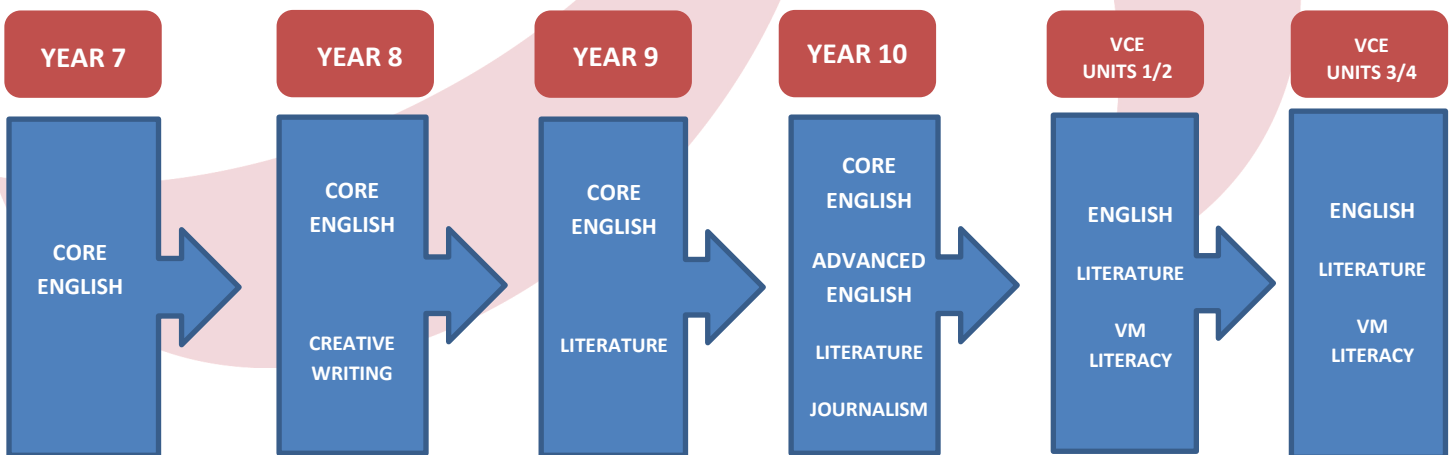 YEAR 7
YEAR 8
YEAR 9
YEAR 10
VCE
UNITS 1/2
VCE
UNITS 3/4
CORE
ENGLISH
CORE
ENGLISH
CREATIVE
WRITING
CORE
ENGLISH
LITERATURE
CORE
ENGLISH
ADVANCED
ENGLISH
LITERATURE
JOURNALISM
ENGLISH
LITERATURE
VM
LITERACY
ENGLISH
LITERATURE
VM
LITERACY